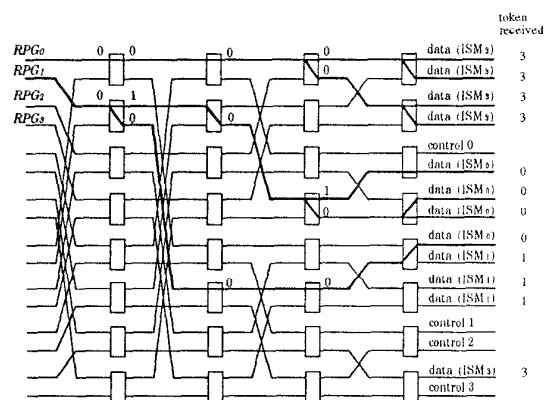 token
received
RPG0 0 0 0 0 data (ISM3) 3
RPG1 0 data (ISM3) 3
RPG2 0 1 data (ISM3) 3
RPG3 0 0 data (ISM3) 3
control 0
data (ISM0) 0
1 data (ISM0) 0
0 data (ISM0) 0
data (ISM0) 0
data (ISM1) 1
0 0 data (ISM1) 1
data (ISM1) 1
control 1
control 2
data (ISM3) 3
control 3